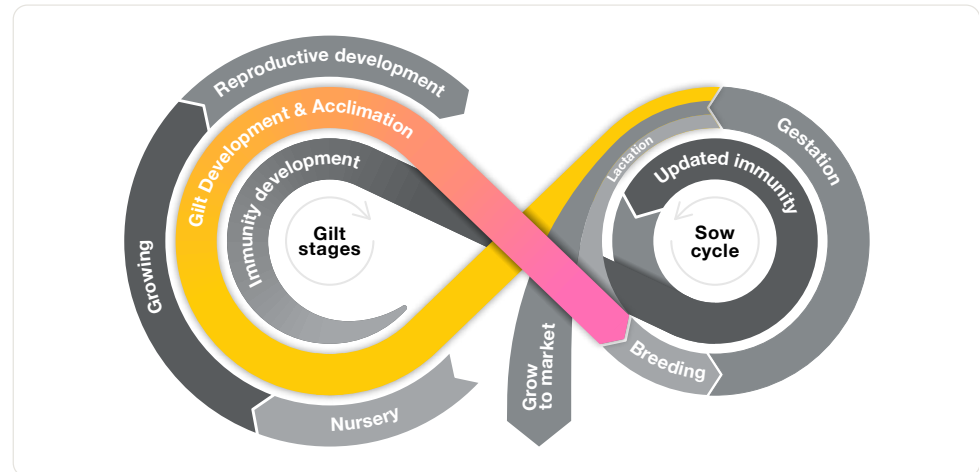 Reproductive development
Gilt Development & Acclimation
Immunity development
Growing
Gilt
stages
Nursery
Grow
to market
Lactation
Updated immunity
Gestation
Sow
cycle
Breeding